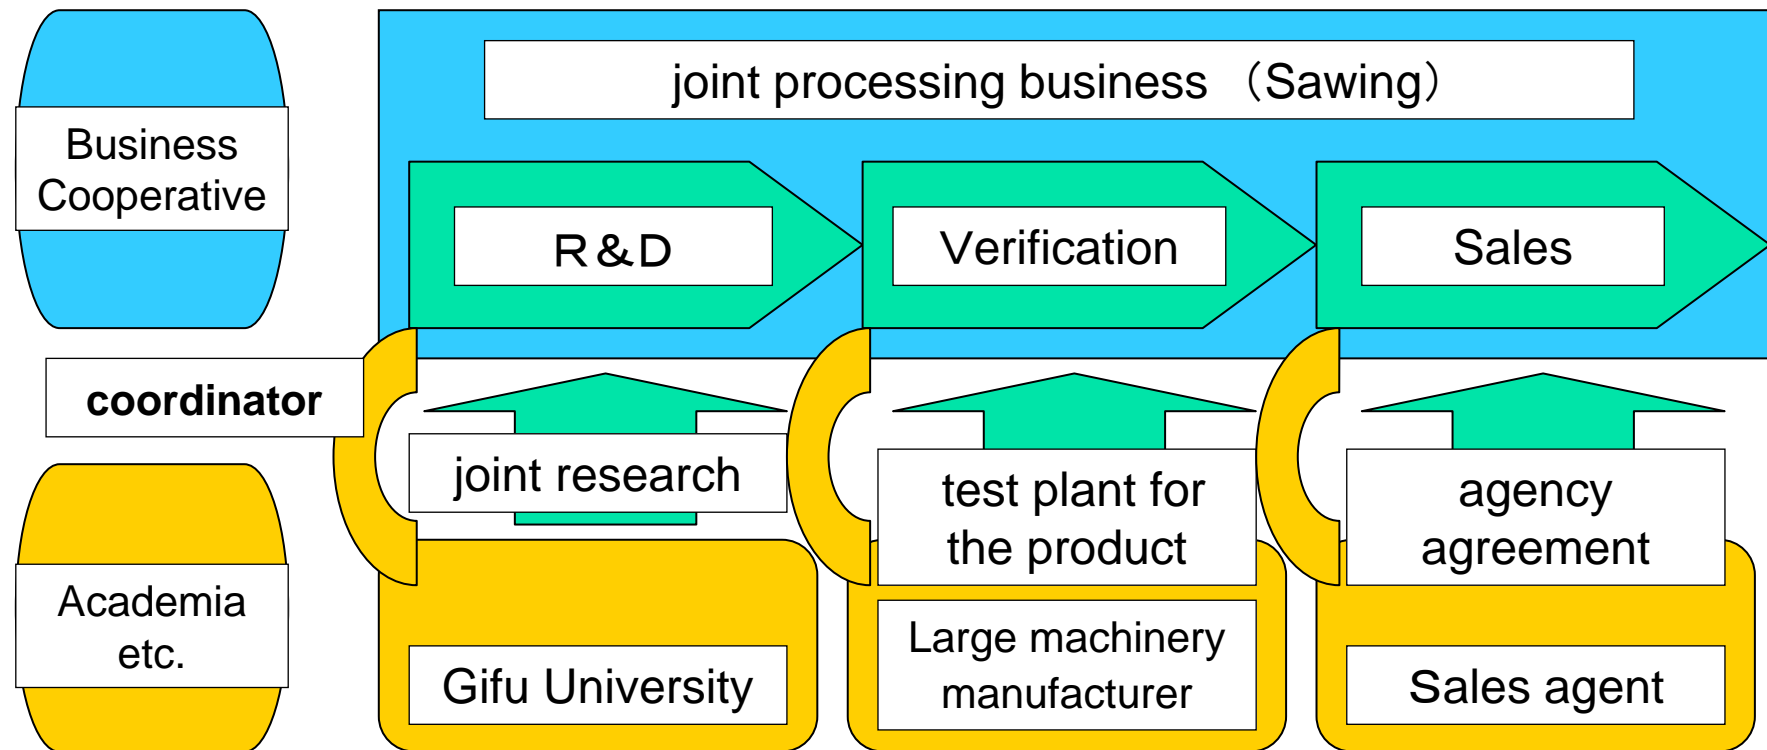 joint processing business （Sawing）
Business
Cooperative
R&D
Verification
Sales
coordinator
joint research
test plant for
the product
agency
agreement
Academia
etc.
Gifu University
Large machinery
manufacturer
Sales agent